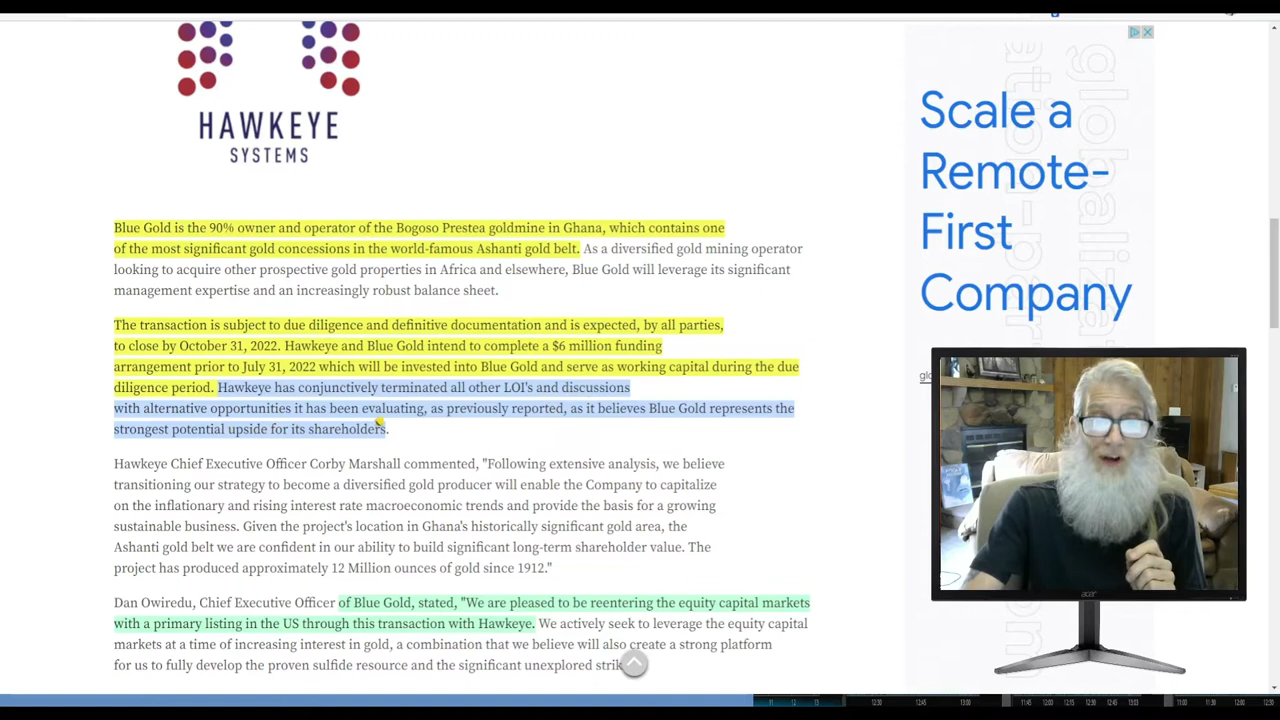 HAWKEYE
SYSTEMS
Blue Gold is the 90% owner and operator of the Bogoso Prestea goldmine in Ghana, which contains one
of the most significant gold concessions in the world-famous Ashanti gold belt. As a diversified gold mining operator
looking to acquire other prospective gold properties in Africa and elsewhere, Blue Gold will leverage its significant
management expertise and an increasingly robust balance sheet.
The transaction is subject to due diligence and definitive documentation and is expected, by all parties,
to close by October 31, 2022. Hawkeye and Blue Gold intend to complete a $6 million funding
arrangement prior to July 31, 2022 which will be invested into Blue Gold and serve as working capital during the due
diligence period. Hawkeye has conjunctively terminated all other LOI's and discussions
with alternative opportunities it has been evaluating, as previously reported, as it believes Blue Gold represents the
strongest potential upside for its shareholders.
Hawkeye Chief Executive Officer Corby Marshall commented, "Following extensive analysis, we believe
transitioning our strategy to become a diversified gold producer will enable the Company to capitalize
on the inflationary and rising interest rate macroeconomic trends and provide the basis for a growing
sustainable business. Given the project's location in Ghana's historically significant gold area, the
Ashanti gold belt we are confident in our ability to build significant long-term shareholder value. The
project has produced approximately 12 Million ounces of gold since 1912."
Dan Owiredu, Chief Executive Officer of Blue Gold, stated, "We are pleased to be reentering the equity capital markets
with a primary listing in the US through this transaction with Hawkeye. We actively seek to leverage the equity capital
markets at a time of increasing interest in gold, a combination that we believe will also create a strong platform
for us to fully develop the proven sulfide resource and the significant unexplored
Scale a
Remote-
First
Company
acer